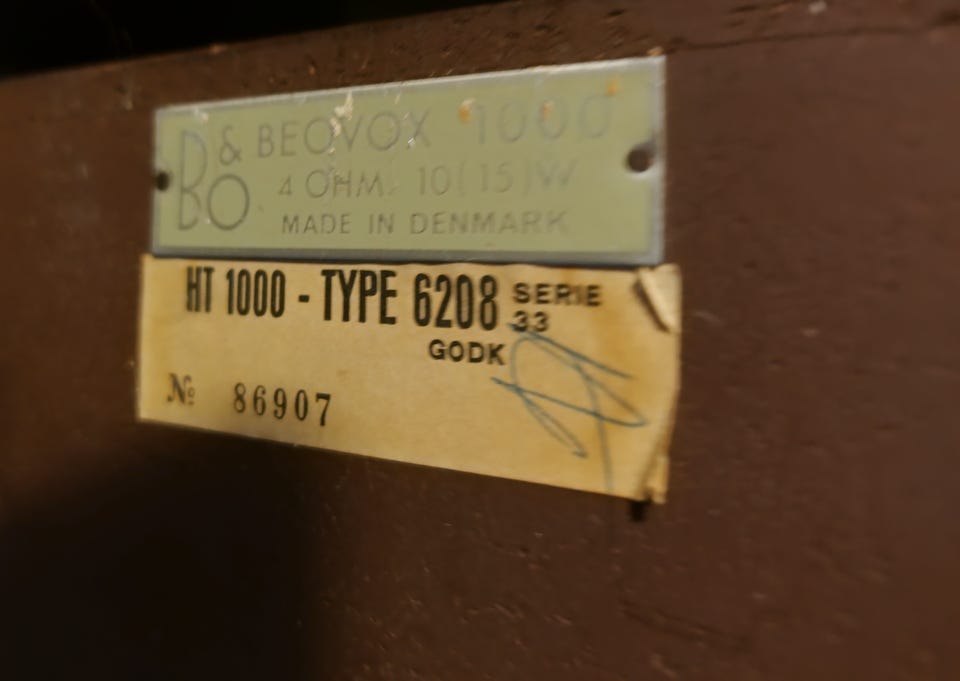 B&O BEOVOX 1000
4 OHM. 10(15)W
MADE IN DENMARK
HT 1000 - TYPE 6208 SERIE 33
GODK
№ 86907